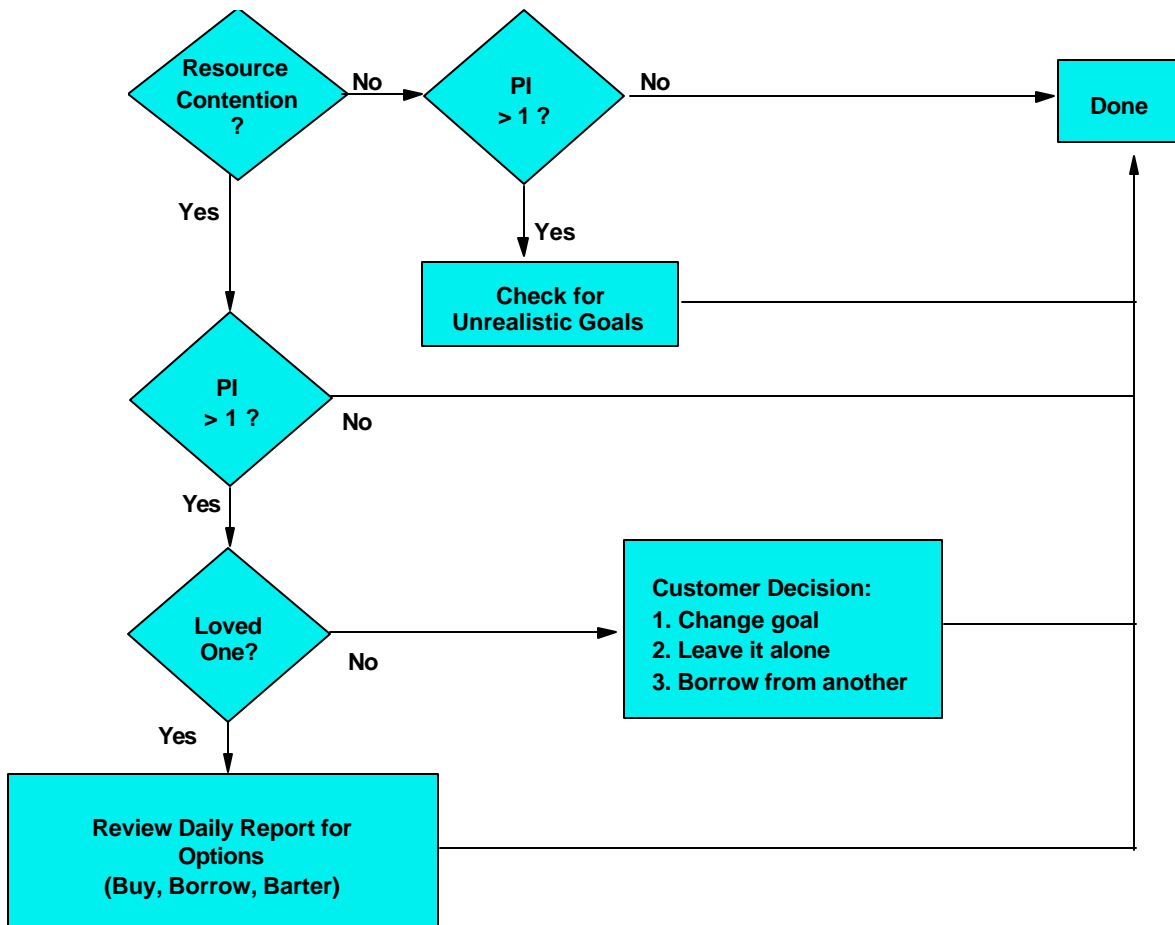 Resource
Contention
?
No
PI
> 1 ?
No
Done
Yes
Yes
Check for
Unrealistic Goals
PI
> 1 ?
No
Yes
Loved
One?
No
Customer Decision:
1. Change goal
2. Leave it alone
3. Borrow from another
Yes
Review Daily Report for
Options
(Buy, Borrow, Barter)